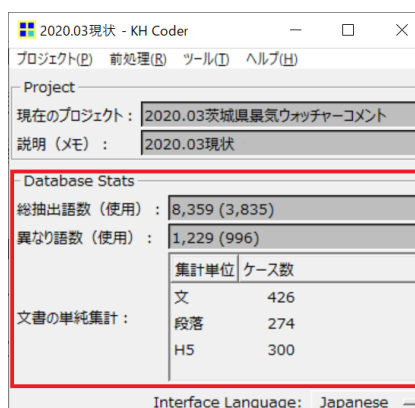 2020.03現状 - KH Coder
プロジェクト(P) 前処理(R) ツール(T) ヘルプ(H)
Project
現在のプロジェクト： 2020.03茨城県景気ウォッチャーコメント
説明（メモ）： 2020.03現状
Database Stats
総抽出語数（使用）： 8,359 (3,835)
異なり語数（使用）： 1,229 (996)
集計単位 ケース数
文 426
文書の単純集計： 段落 274
H5 300
Interface Language: Japanese